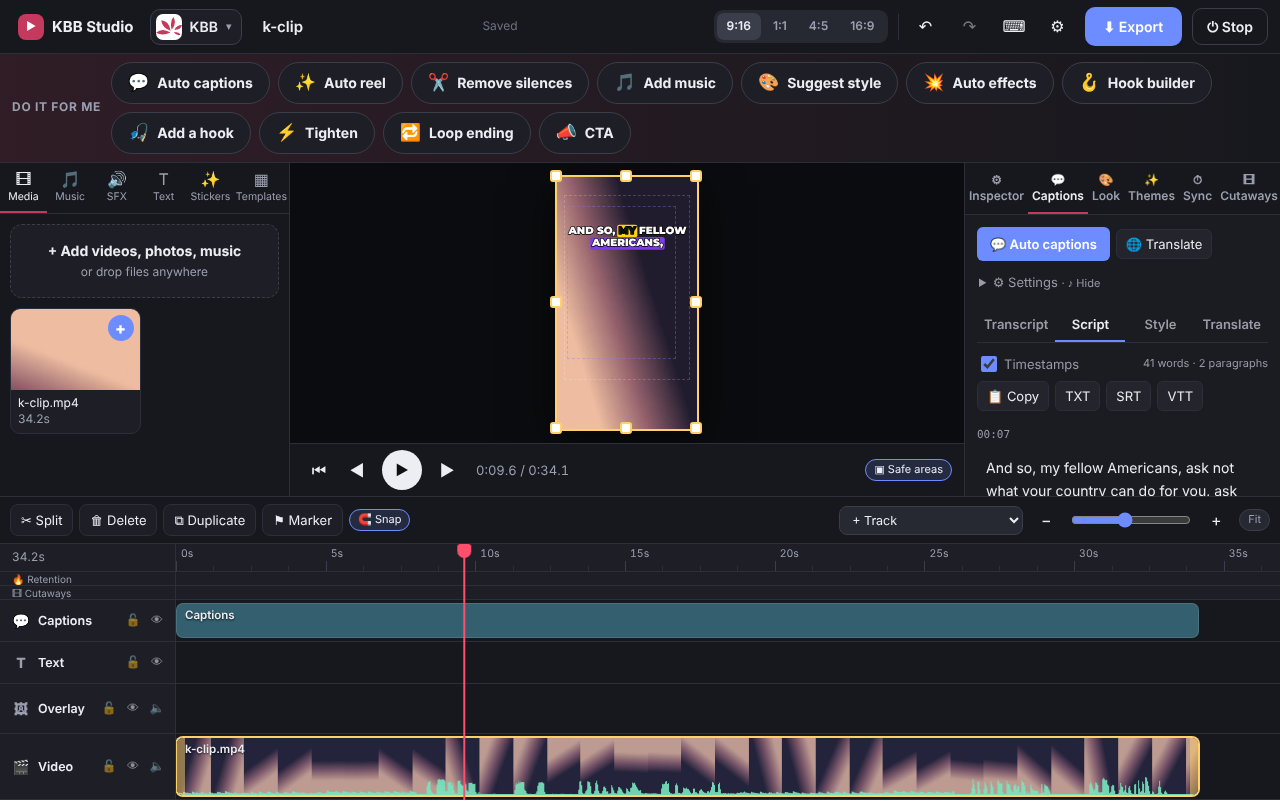 KBB Studio
KBB
k-clip
Saved
9:16
1:1
4:5
16:9
Export
Stop
DO IT FOR ME
Auto captions
Auto reel
Remove silences
Add music
Suggest style
Auto effects
Hook builder
Add a hook
Tighten
Loop ending
CTA
Media
Music
SFX
Text
Stickers
Templates
+ Add videos, photos, music
or drop files anywhere
k-clip.mp4
34.2s
AND SO, MY FELLOW
AMERICANS,
0:09.6 / 0:34.1
Safe areas
Inspector
Captions
Look
Themes
Sync
Cutaways
Auto captions
Translate
Settings · ♪ Hide
Transcript
Script
Style
Translate
Timestamps
41 words · 2 paragraphs
Copy
TXT
SRT
VTT
00:07
And so, my fellow Americans, ask not
what your country can do for you, ask
Split
Delete
Duplicate
Marker
Snap
+ Track
Fit
34.2s
0s
5s
10s
15s
20s
25s
30s
35s
Retention
Cutaways
Captions
Captions
Text
Overlay
Video
k-clip.mp4